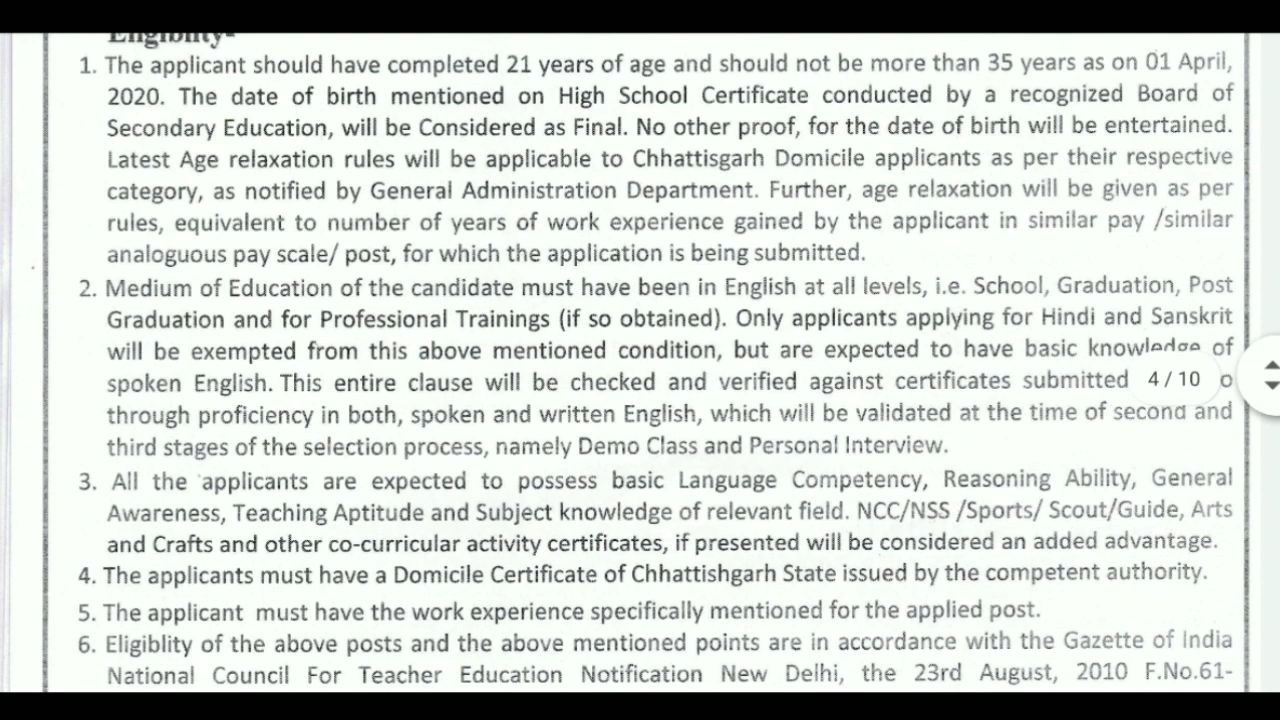 Eligiblity-
1. The applicant should have completed 21 years of age and should not be more than 35 years as on 01 April,
2020. The date of birth mentioned on High School Certificate conducted by a recognized Board of
Secondary Education, will be Considered as Final. No other proof, for the date of birth will be entertained.
Latest Age relaxation rules will be applicable to Chhattisgarh Domicile applicants as per their respective
category, as notified by General Administration Department. Further, age relaxation will be given as per
rules, equivalent to number of years of work experience gained by the applicant in similar pay /similar
analoguous pay scale/ post, for which the application is being submitted.
2. Medium of Education of the candidate must have been in English at all levels, i.e. School, Graduation, Post
Graduation and for Professional Trainings (if so obtained). Only applicants applying for Hindi and Sanskrit
will be exempted from this above mentioned condition, but are expected to have basic knowledge of
spoken English. This entire clause will be checked and verified against certificates submitted 4 / 10
through proficiency in both, spoken and written English, which will be validated at the time of second and
third stages of the selection process, namely Demo Class and Personal Interview.
3. All the applicants are expected to possess basic Language Competency, Reasoning Ability, General
Awareness, Teaching Aptitude and Subject knowledge of relevant field. NCC/NSS /Sports/ Scout/Guide, Arts
and Crafts and other co-curricular activity certificates, if presented will be considered an added advantage.
4. The applicants must have a Domicile Certificate of Chhattishgarh State issued by the competent authority.
5. The applicant must have the work experience specifically mentioned for the applied post.
6. Eligiblity of the above posts and the above mentioned points are in accordance with the Gazette of India
National Council For Teacher Education Notification New Delhi, the 23rd August, 2010 F.No.61-